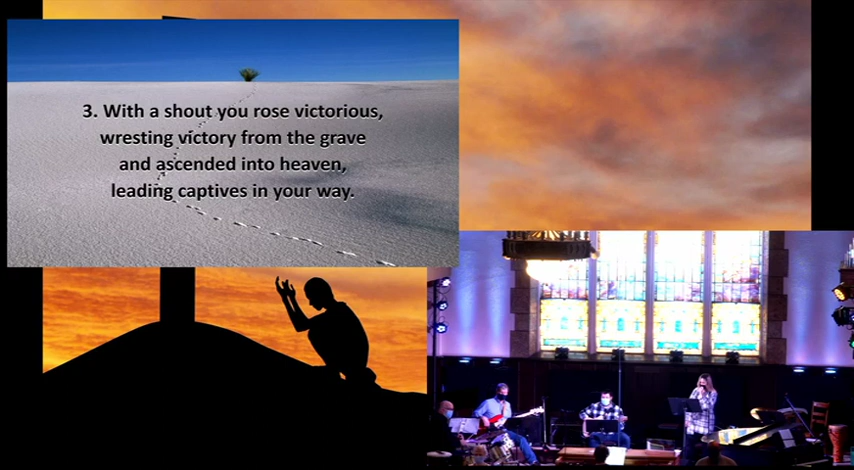 3. With a shout you rose victorious,
wresting victory from the grave
and ascended into heaven,
leading captives in your way.